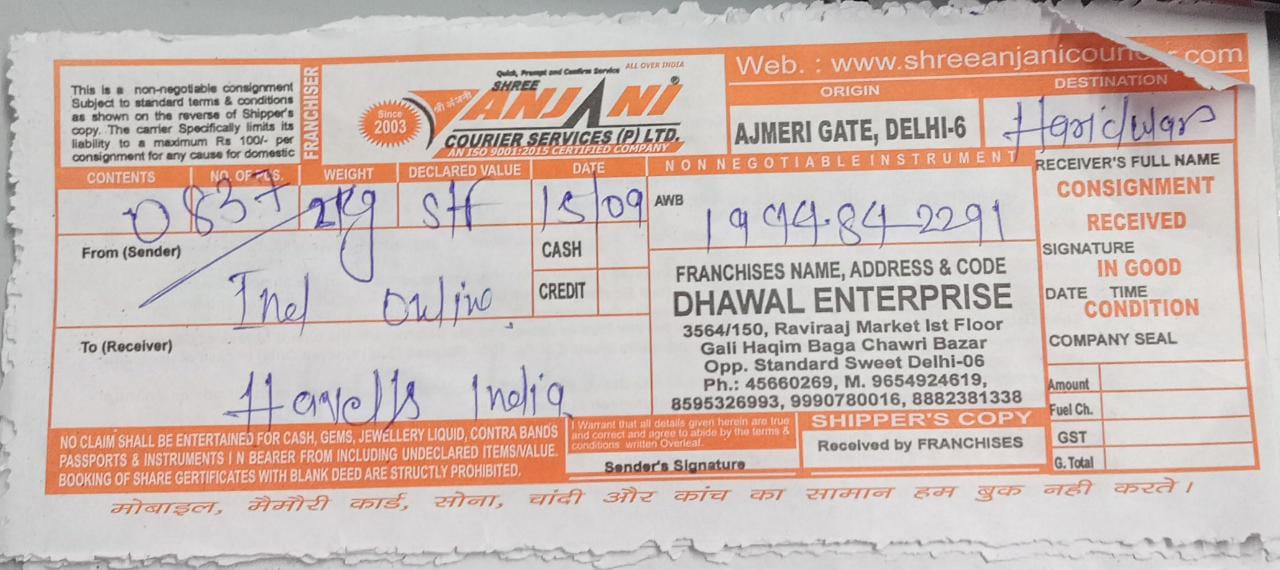 This is a non-negotiable consignment
Subject to standard terms & conditions
as shown on the reverse of Shipper's
copy. The carrier Specifically limits its
liability to a maximum Rs 100/- per
consignment for any cause for domestic
FRANCHISER
Quick, Prompt and Confirm Service ALL OVER INDIA
Since 2003
श्री अंजनी
SHREE
ANJANI
COURIER SERVICES (P) LTD.
AN ISO 9001:2015 CERTIFIED COMPANY
Web. : www.shreeanjanicourier.com
ORIGIN
AJMERI GATE, DELHI-6
DESTINATION
Haridwar
CONTENTS NO. OF PCS. WEIGHT DECLARED VALUE DATE
0837 2kg 15/09
From (Sender)
Ind Online
CASH
CREDIT
To (Receiver)
Havells India
NON NEGOTIABLE INSTRUMENT
AWB
1994842291
FRANCHISES NAME, ADDRESS & CODE
DHAWAL ENTERPRISE
3564/150, Raviraaj Market Ist Floor
Gali Haqim Baga Chawri Bazar
Opp. Standard Sweet Delhi-06
Ph.: 45660269, M. 9654924619,
8595326993, 9990780016, 8882381338
RECEIVER'S FULL NAME
CONSIGNMENT
RECEIVED
SIGNATURE
IN GOOD
DATE TIME
CONDITION
COMPANY SEAL
Amount
Fuel Ch.
GST
G. Total
NO CLAIM SHALL BE ENTERTAINED FOR CASH, GEMS, JEWELLERY LIQUID, CONTRA BANDS
PASSPORTS & INSTRUMENTS I N BEARER FROM INCLUDING UNDECLARED ITEMS/VALUE.
BOOKING OF SHARE GERTIFICATES WITH BLANK DEED ARE STRUCTLY PROHIBITED.
I Warrant that all details given herein are true
and correct and agree to abide by the terms &
conditions written Overleaf.
Sender's Signature
SHIPPER'S COPY
Received by FRANCHISES
मोबाइल, मैमौरी कार्ड, सोना, चांदी और कांच का सामान हम बुक नही करते।